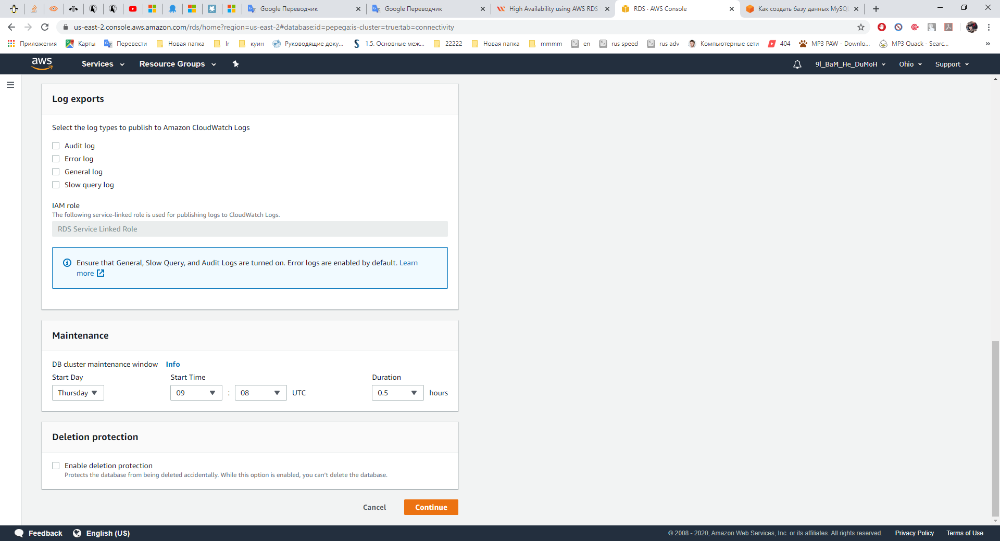 Google Переводчик
Google Переводчик
High Availability using AWS RDS
RDS · AWS Console
Как создать базу данных MySQL
us-east-2.console.aws.amazon.com/rds/home?region=us-east-2#database:id=pepega;is-cluster=true;tab=connectivity
Приложения
Карты
Перевести
Новая папка
Ir
куин
Руководящие доку...
1.5. Основные меж...
22222
Новая папка
mmmm
en
rus speed
rus adv
Компьютерные сети
404
MP3 PAW - Downlo...
MP3 Quack - Searc...
»
aws
Services
Resource Groups
9l_BaM_He_DuMoH
Ohio
Support
Log exports
Select the log types to publish to Amazon CloudWatch Logs
Audit log
Error log
General log
Slow query log
IAM role
The following service-linked role is used for publishing logs to CloudWatch Logs.
RDS Service Linked Role
Ensure that General, Slow Query, and Audit Logs are turned on. Error logs are enabled by default. Learn
more
Maintenance
DB cluster maintenance window Info
Start Day Start Time Duration
Thursday 09 : 08 UTC 0.5 hours
Deletion protection
Enable deletion protection
Protects the database from being deleted accidentally. While this option is enabled, you can't delete the database.
Cancel Continue
Feedback English (US) © 2008 - 2020, Amazon Web Services, Inc. or its affiliates. All rights reserved. Privacy Policy Terms of Use